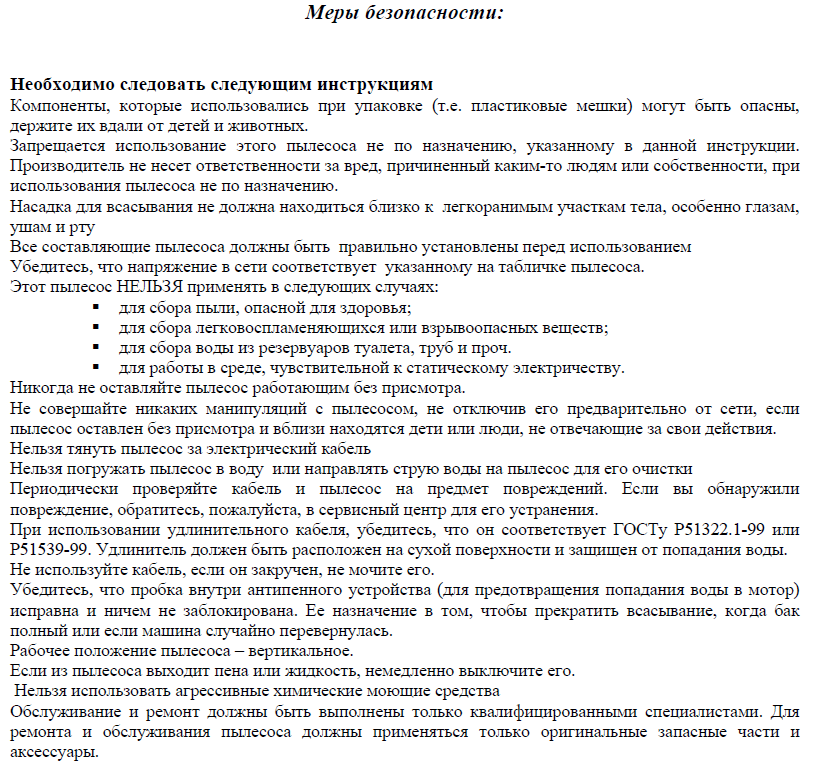 Меры безопасности:
Необходимо следовать следующим инструкциям
Компоненты, которые использовались при упаковке (т.е. пластиковые мешки) могут быть опасны,
держите их вдали от детей и животных.
Запрещается использование этого пылесоса не по назначению, указанному в данной инструкции.
Производитель не несет ответственности за вред, причиненный каким-то людям или собственности, при
использования пылесоса не по назначению.
Насадка для всасывания не должна находиться близко к легкоранимым участкам тела, особенно глазам,
ушам и рту
Все составляющие пылесоса должны быть правильно установлены перед использованием
Убедитесь, что напряжение в сети соответствует указанному на табличке пылесоса.
Этот пылесос НЕЛЬЗЯ применять в следующих случаях:
▪ для сбора пыли, опасной для здоровья;
▪ для сбора легковоспламеняющихся или взрывоопасных веществ;
▪ для сбора воды из резервуаров туалета, труб и проч.
▪ для работы в среде, чувствительной к статическому электричеству.
Никогда не оставляйте пылесос работающим без присмотра.
Не совершайте никаких манипуляций с пылесосом, не отключив его предварительно от сети, если
пылесос оставлен без присмотра и вблизи находятся дети или люди, не отвечающие за свои действия.
Нельзя тянуть пылесос за электрический кабель
Нельзя погружать пылесос в воду или направлять струю воды на пылесос для его очистки
Периодически проверяйте кабель и пылесос на предмет повреждений. Если вы обнаружили
повреждение, обратитесь, пожалуйста, в сервисный центр для его устранения.
При использовании удлинительного кабеля, убедитесь, что он соответствует ГОСТу Р51322.1-99 или
Р51539-99. Удлинитель должен быть расположен на сухой поверхности и защищен от попадания воды.
Не используйте кабель, если он закручен, не мочите его.
Убедитесь, что пробка внутри антипенного устройства (для предотвращения попадания воды в мотор)
исправна и ничем не заблокирована. Ее назначение в том, чтобы прекратить всасывание, когда бак
полный или если машина случайно перевернулась.
Рабочее положение пылесоса – вертикальное.
Если из пылесоса выходит пена или жидкость, немедленно выключите его.
Нельзя использовать агрессивные химические моющие средства
Обслуживание и ремонт должны быть выполнены только квалифицированными специалистами. Для
ремонта и обслуживания пылесоса должны применяться только оригинальные запасные части и
аксессуары.